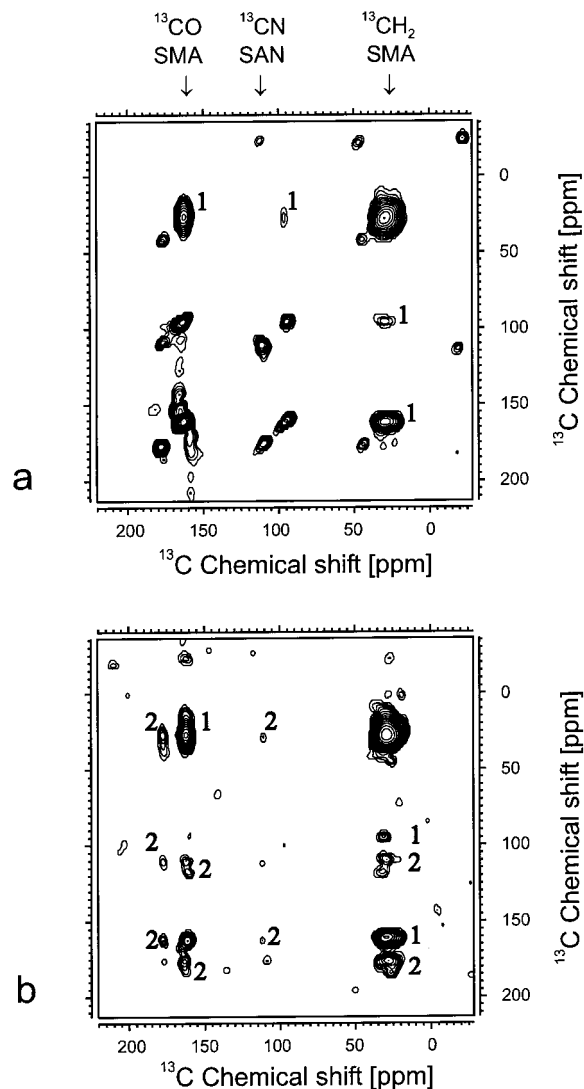 ¹³CO ¹³CN ¹³CH₂
SMA SAN SMA
↓ ↓ ↓
1 1
0
50
1
100
150
1
200
¹³C Chemical shift [ppm]
a
200 150 100 50 0
¹³C Chemical shift [ppm]
0
2 1 2
50
2 1
100
2 2
150
2 2 1
2 2
200
¹³C Chemical shift [ppm]
b
200 150 100 50 0
¹³C Chemical shift [ppm]